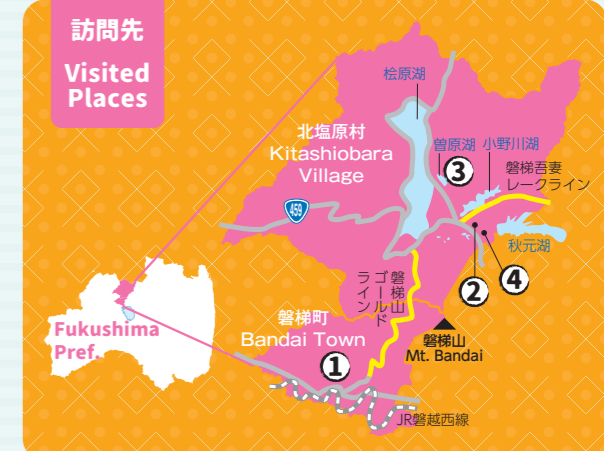 訪問先
Visited
Places
桧原湖
北塩原村
Kitashiobara
Village
曽原湖
小野川湖
③
磐梯吾妻
レークライン
459
秋元湖
②
④
磐梯山
ゴールド
ライン
Fukushima
Pref.
磐梯町
Bandai Town
磐梯山
Mt. Bandai
①
JR磐越西線